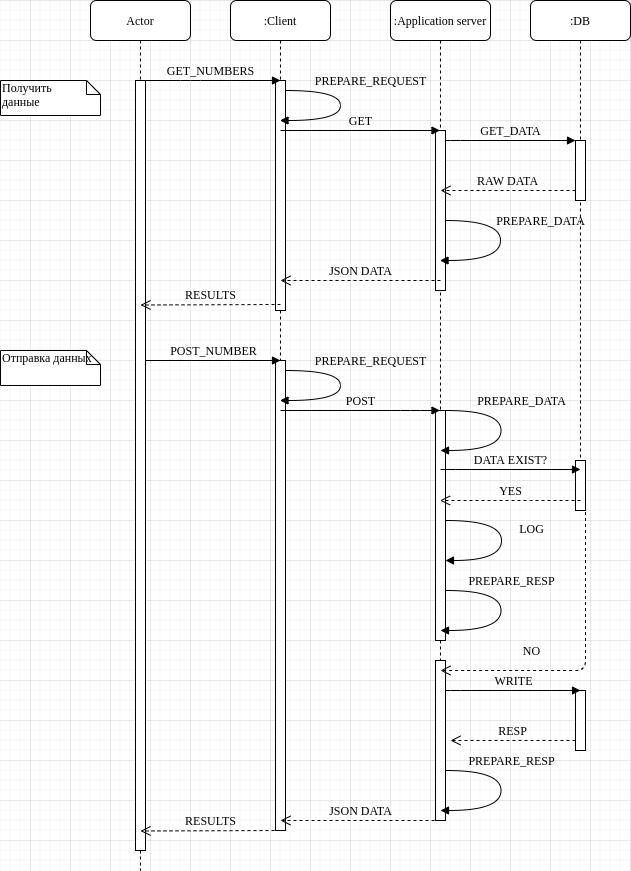 Actor
:Client
:Application server
:DB
GET_NUMBERS
PREPARE_REQUEST
Получить
данные
GET
GET_DATA
RAW DATA
PREPARE_DATA
JSON DATA
RESULTS
POST_NUMBER
Отправка данных
PREPARE_REQUEST
POST
PREPARE_DATA
DATA EXIST?
YES
LOG
PREPARE_RESP
NO
WRITE
RESP
PREPARE_RESP
JSON DATA
RESULTS